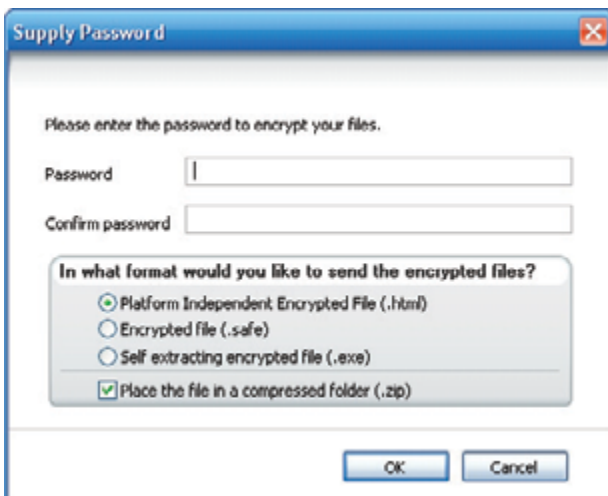 Supply Password
Please enter the password to encrypt your files.
Password
Confirm password
In what format would you like to send the encrypted files?
Platform Independent Encrypted File (.html)
Encrypted file (.safe)
Self extracting encrypted file (.exe)
Place the file in a compressed folder (.zip)
OK Cancel